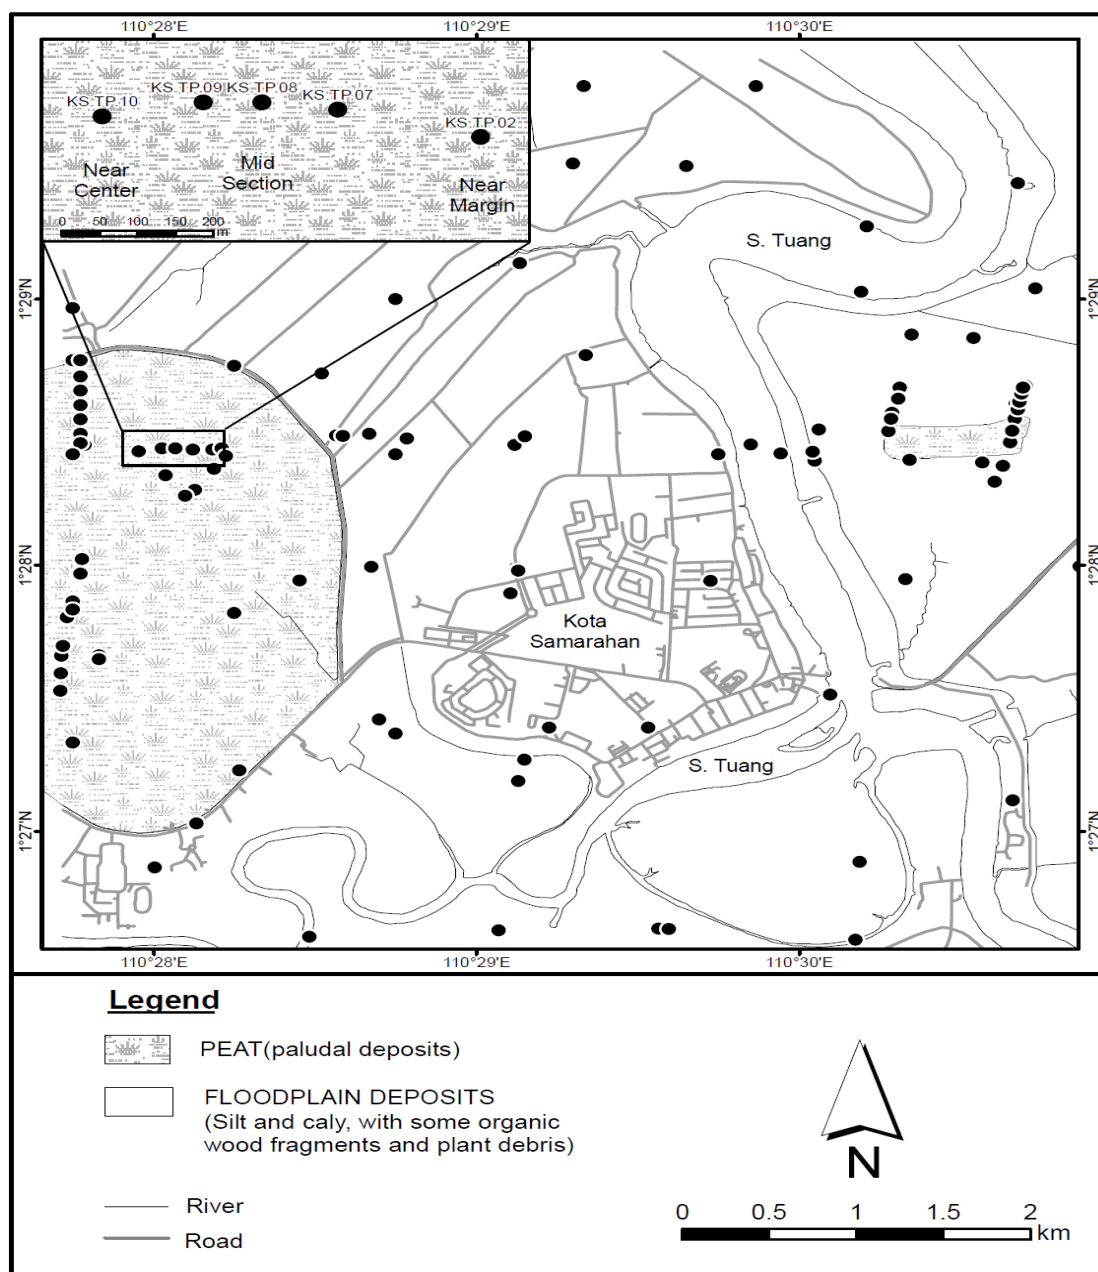 110°28'E 110°29'E 110°30'E
KS.TP.10 KS.TP.09 KS.TP.08 KS.TP.07 KS.TP.02
Near
Center
Mid
Section
Near
Margin
0 50 100 150 200
m
S. Tuang
1°29'N 1°29'N
1°28'N 1°28'N
Kota
Samarahan
S. Tuang
1°27'N 1°27'N
110°28'E 110°29'E 110°30'E
Legend
PEAT(paludal deposits)
FLOODPLAIN DEPOSITS
(Silt and caly, with some organic
wood fragments and plant debris)
River
Road
N
0 0.5 1 1.5 2
km